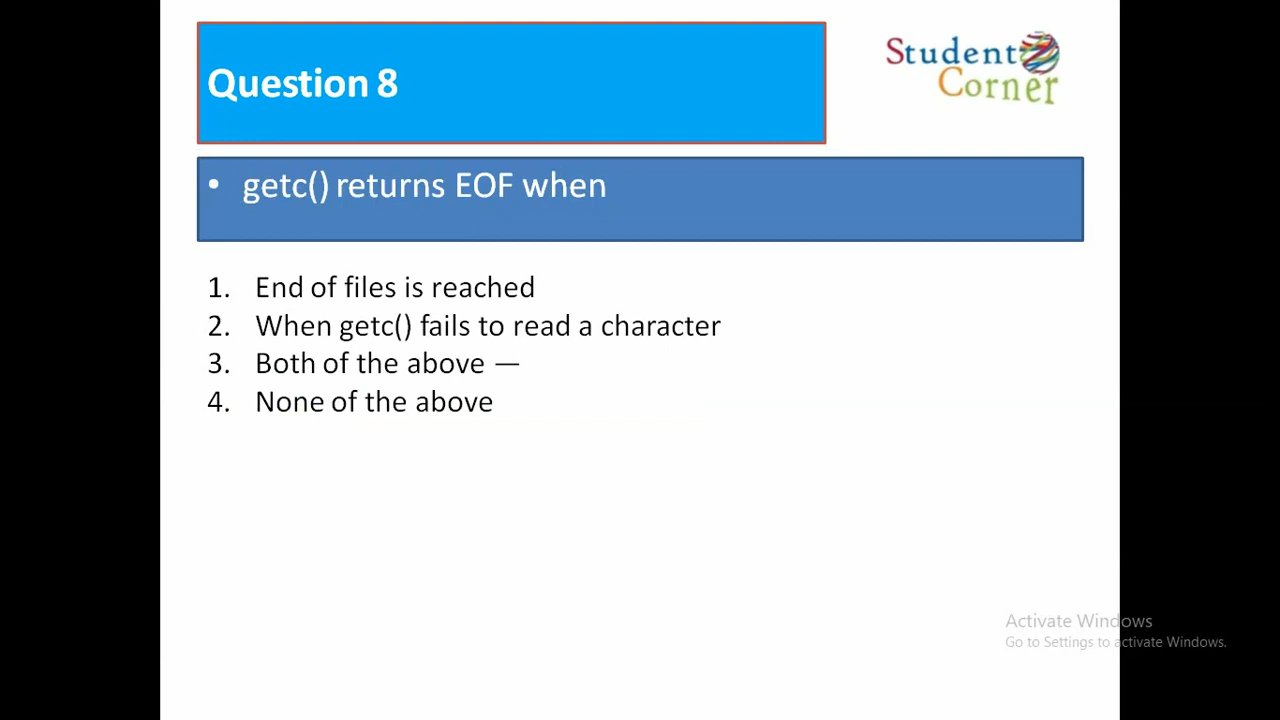 Question 8
Student
Corner
• getc() returns EOF when
1. End of files is reached
2. When getc() fails to read a character
3. Both of the above —
4. None of the above
Activate Windows
Go to Settings to activate Windows.